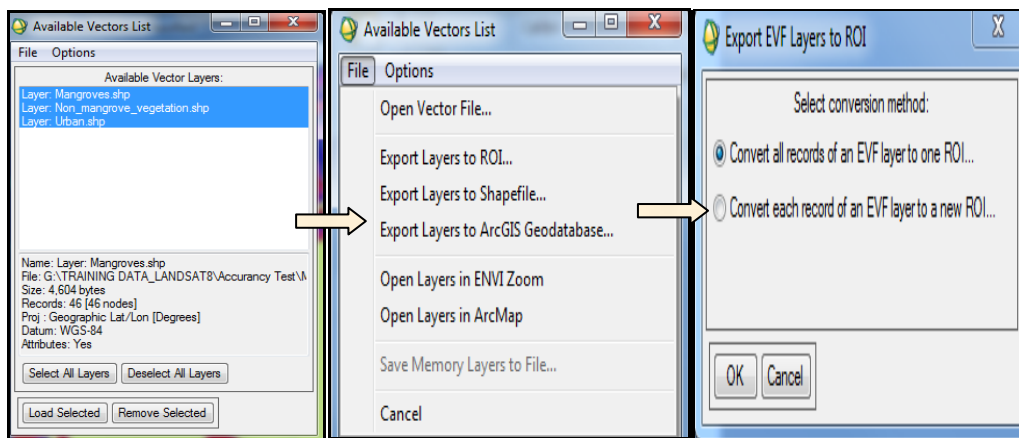 Available Vectors List
File Options
Available Vector Layers:
Layer: Mangroves.shp
Layer: Non_mangrove_vegetation.shp
Layer: Urban.shp
Name: Layer: Mangroves.shp
File: G:\TRAINING DATA_LANDSAT8\Accurancy Test\M
Size: 4,604 bytes
Records: 46 [46 nodes]
Proj : Geographic Lat/Lon [Degrees]
Datum: WGS-84
Attributes: Yes
Select All Layers Deselect All Layers
Load Selected Remove Selected
Available Vectors List
File Options
Open Vector File...
Export Layers to ROI...
Export Layers to Shapefile...
Export Layers to ArcGIS Geodatabase...
Open Layers in ENVI Zoom
Open Layers in ArcMap
Save Memory Layers to File...
Cancel
Export EVF Layers to ROI
Select conversion method:
Convert all records of an EVF layer to one ROI...
Convert each record of an EVF layer to a new ROI...
OK Cancel